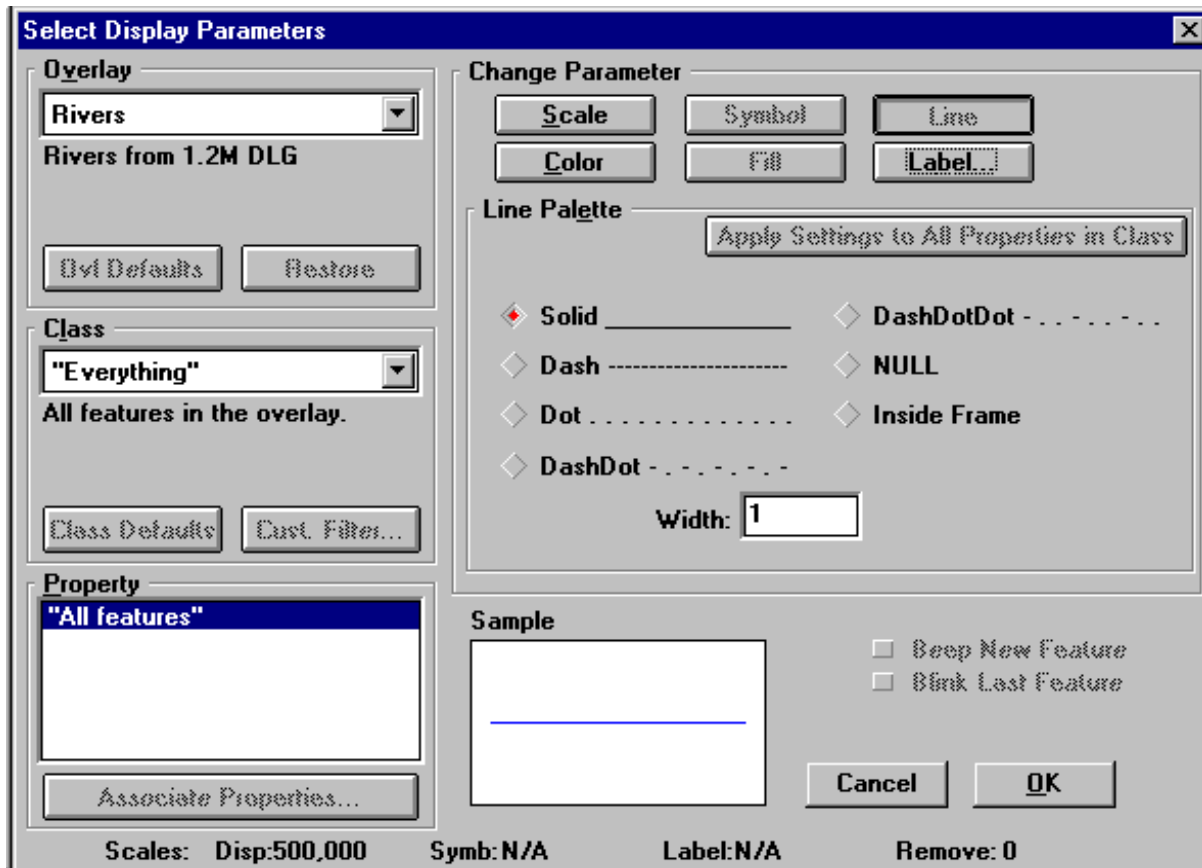 Select Display Parameters
Overlay
Rivers
Rivers from 1.2M DLG
Ovl Defaults
Restore
Class
"Everything"
All features in the overlay.
Class Defaults
Cust. Filter...
Property
"All features"
Associate Properties...
Change Parameter
Scale
Symbol
Line
Color
Fill
Label...
Line Palette
Apply Settings to All Properties in Class
Solid
DashDotDot - . . - . . - . .
Dash ----------------------
NULL
Dot . . . . . . . . . . . . .
Inside Frame
DashDot - . - . - . - . -
Width: 1
Sample
Beep New Feature
Blink Last Feature
Cancel
OK
Scales: Disp:500,000 Symb:N/A Label:N/A Remove: 0